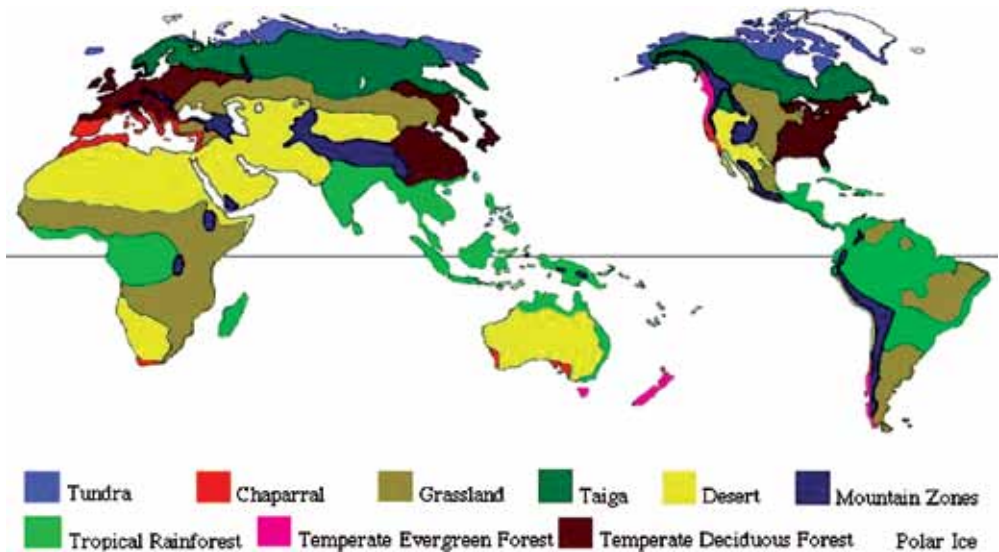 Tundra Chaparral Grassland Taiga Desert Mountain Zones
Tropical Rainforest Temperate Evergreen Forest Temperate Deciduous Forest Polar Ice